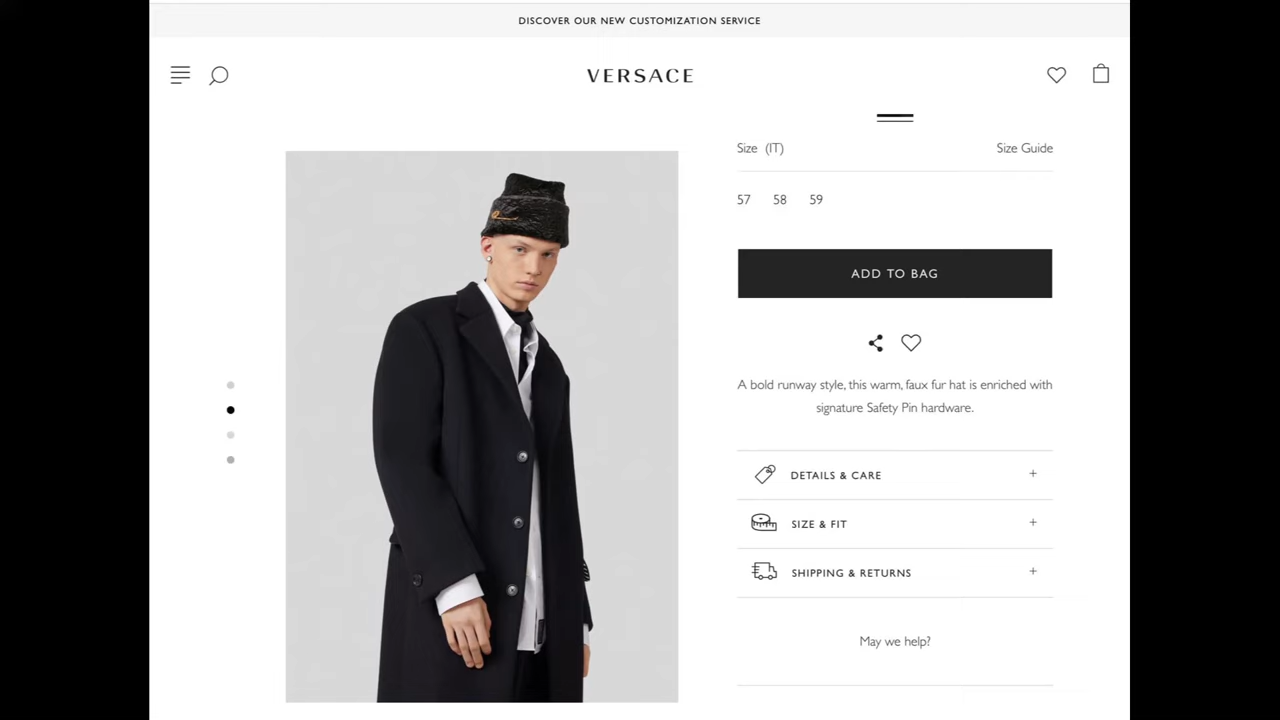 DISCOVER OUR NEW CUSTOMIZATION SERVICE
VERSACE
Size (IT)
Size Guide
57 58 59
ADD TO BAG
A bold runway style, this warm, faux fur hat is enriched with
signature Safety Pin hardware.
DETAILS & CARE +
SIZE & FIT +
SHIPPING & RETURNS +
May we help?